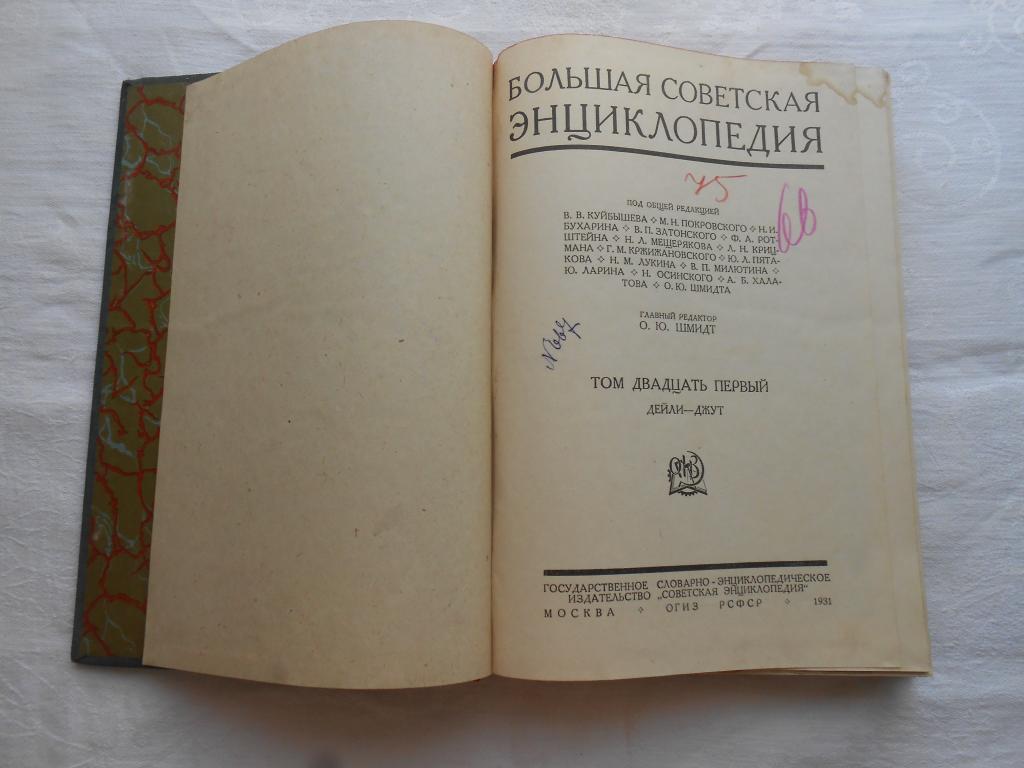 БОЛЬШАЯ СОВЕТСКАЯ
ЭНЦИКЛОПЕДИЯ
75
6в
ПОД ОБЩЕЙ РЕДАКЦИЕЙ
В. В. КУЙБЫШЕВА ✧ М. Н. ПОКРОВСКОГО ✧ Н. И.
БУХАРИНА ✧ В. П. ЗАТОНСКОГО ✧ Ф. А. РОТ-
ШТЕЙНА ✧ Н. Л. МЕЩЕРЯКОВА ✧ Л. Н. КРИЦ-
МАНА ✧ Г. М. КРЖИЖАНОВСКОГО ✧ Ю. Л. ПЯТА-
КОВА ✧ Н. М. ЛУКИНА ✧ В. П. МИЛЮТИНА ✧
Ю. ЛАРИНА ✧ Н. ОСИНСКОГО ✧ А. Б. ХАЛА-
ТОВА ✧ О. Ю. ШМИДТА
ГЛАВНЫЙ РЕДАКТОР
О. Ю. ШМИДТ
ТОМ ДВАДЦАТЬ ПЕРВЫЙ
ДЕЙЛИ—ДЖУТ
ГОСУДАРСТВЕННОЕ СЛОВАРНО-ЭНЦИКЛОПЕДИЧЕСКОЕ
ИЗДАТЕЛЬСТВО „СОВЕТСКАЯ ЭНЦИКЛОПЕДИЯ"
МОСКВА ✧ ОГИЗ РСФСР ✧ 1931